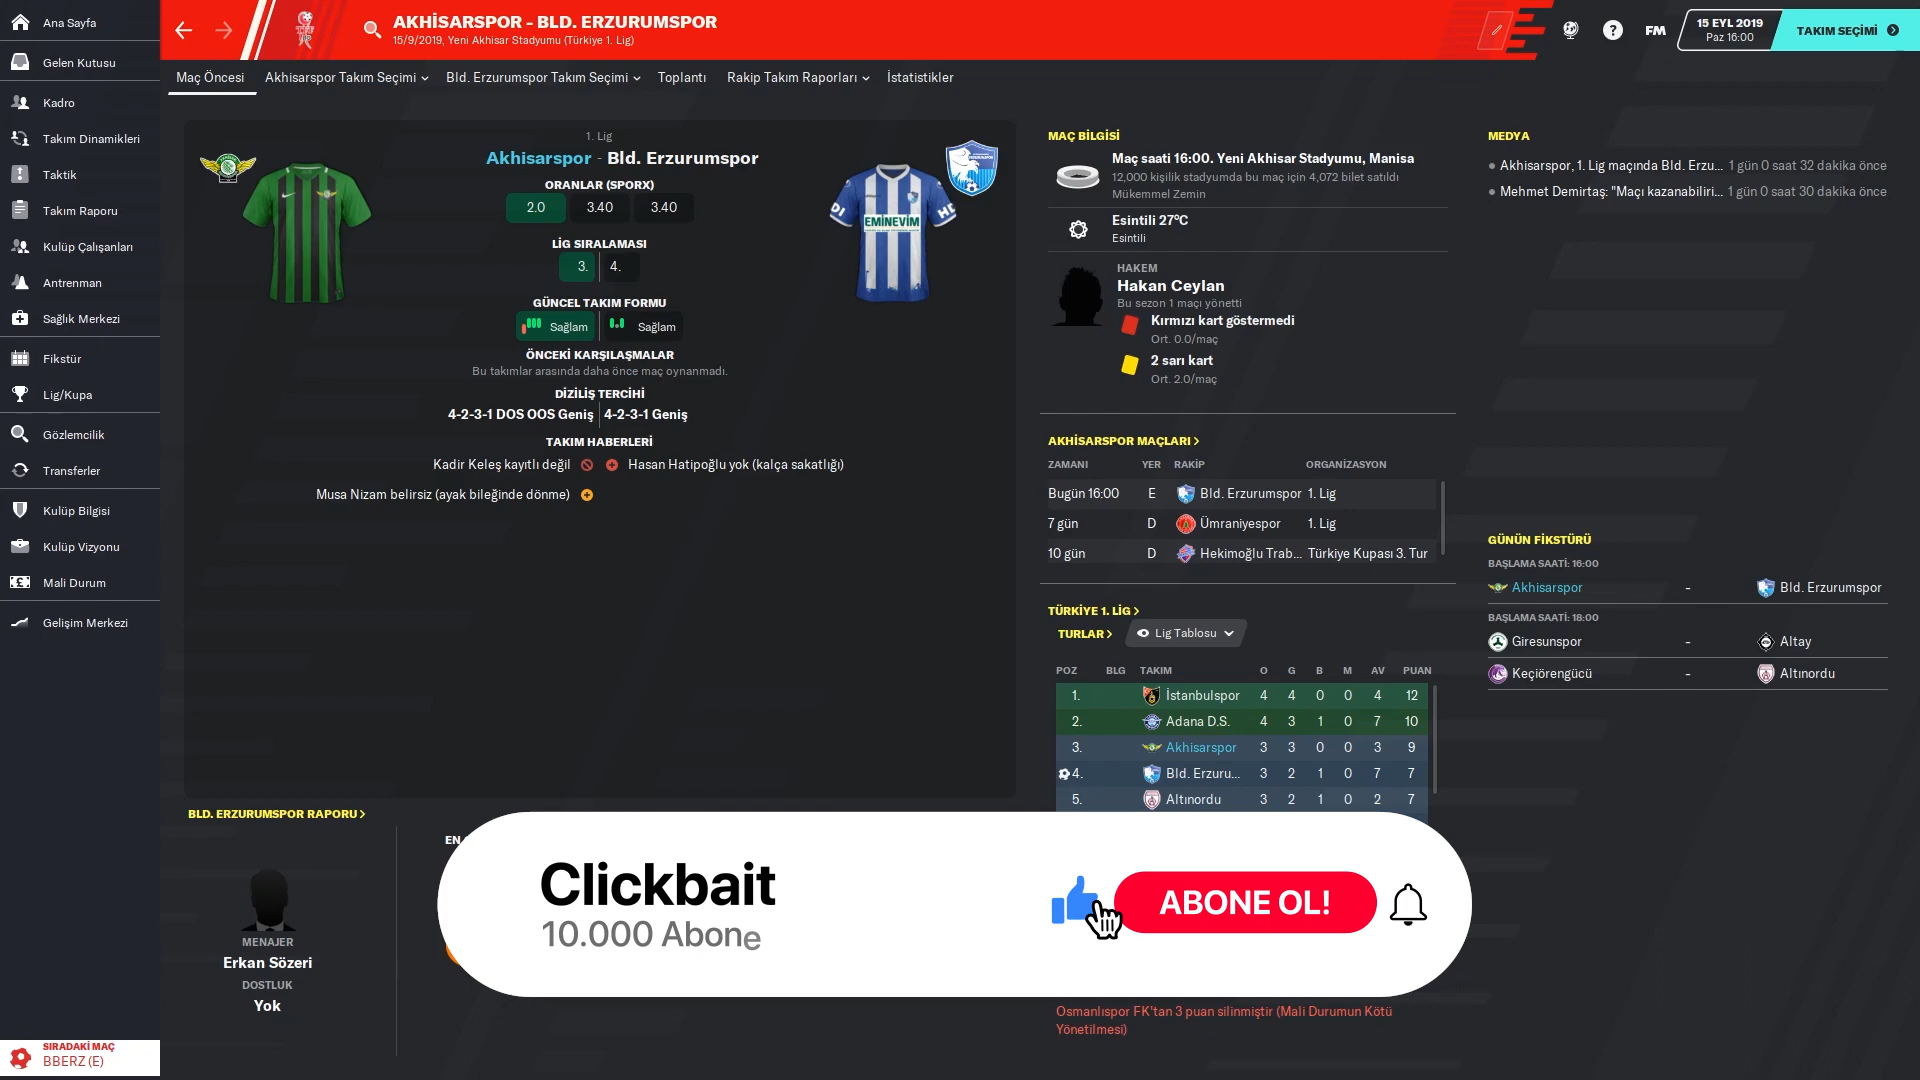 Ana Sayfa
Gelen Kutusu
Kadro
Takım Dinamikleri
Taktik
Takım Raporu
Kulüp Çalışanları
Antrenman
Sağlık Merkezi
Fikstür
Lig/Kupa
Gözlemcilik
Transferler
Kulüp Bilgisi
Kulüp Vizyonu
Mali Durum
Gelişim Merkezi
SIRADAKİ MAÇ
BBERZ (E)
AKHİSARSPOR - BLD. ERZURUMSPOR
15/9/2019, Yeni Akhisar Stadyumu (Türkiye 1. Lig)
? FM
15 EYL 2019
Paz 16:00
TAKIM SEÇİMİ
Maç Öncesi Akhisarspor Takım Seçimi Bld. Erzurumspor Takım Seçimi Toplantı Rakip Takım Raporları İstatistikler
1. Lig
Akhisarspor - Bld. Erzurumspor
EMİNEVİM
ORANLAR (SPORX)
2.0 3.40 3.40
LİG SIRALAMASI
3. 4.
GÜNCEL TAKIM FORMU
Sağlam Sağlam
ÖNCEKİ KARŞILAŞMALAR
Bu takımlar arasında daha önce maç oynanmadı.
DİZİLİŞ TERCİHİ
4-2-3-1 DOS OOS Geniş 4-2-3-1 Geniş
TAKIM HABERLERİ
Kadir Keleş kayıtlı değil Hasan Hatipoğlu yok (kalça sakatlığı)
Musa Nizam belirsiz (ayak bileğinde dönme)
BLD. ERZURUMSPOR RAPORU
MENAJER
Erkan Sözeri
DOSTLUK
Yok
MAÇ BİLGİSİ
Maç saati 16:00. Yeni Akhisar Stadyumu, Manisa
12,000 kişilik stadyumda bu maç için 4,072 bilet satıldı
Mükemmel Zemin
Esintili 27°C
Esintili
HAKEM
Hakan Ceylan
Bu sezon 1 maçı yönetti
Kırmızı kart göstermedi
Ort. 0.0/maç
2 sarı kart
Ort. 2.0/maç
AKHİSARSPOR MAÇLARI
ZAMANI YER RAKİP ORGANİZASYON
Bugün 16:00 E Bld. Erzurumspor 1. Lig
7 gün D Ümraniyespor 1. Lig
10 gün D Hekimoğlu Trab... Türkiye Kupası 3. Tur
TÜRKİYE 1. LİG
TURLAR Lig Tablosu
POZ BLG TAKIM O G B M AV PUAN
1. İstanbulspor 4 4 0 0 4 12
2. Adana D.S. 4 3 1 0 7 10
3. Akhisarspor 3 3 0 0 3 9
4. Bld. Erzuru... 3 2 1 0 7 7
5. Altınordu 3 2 1 0 2 7
Osmanlıspor FK'tan 3 puan silinmiştir (Mali Durumun Kötü
Yönetilmesi)
MEDYA
Akhisarspor, 1. Lig maçında Bld. Erzu... 1 gün 0 saat 32 dakika önce
Mehmet Demirtaş: "Maçı kazanabiliri... 1 gün 0 saat 30 dakika önce
GÜNÜN FİKSTÜRÜ
BAŞLAMA SAATİ: 16:00
Akhisarspor - Bld. Erzurumspor
BAŞLAMA SAATİ: 18:00
Giresunspor - Altay
Keçiörengücü - Altınordu
EN
Clickbait
10.000 Abone
ABONE OL!